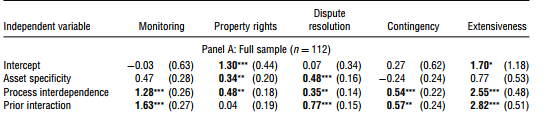 Independent variable Monitoring Property rights Dispute resolution Contingency Extensiveness
Panel A: Full sample (n = 112)
Intercept −0.03 (0.63) 1.30*** (0.44) 0.07 (0.34) 0.27 (0.62) 1.70* (1.18)
Asset specificity 0.47 (0.28) 0.34** (0.20) 0.48*** (0.16) −0.24 (0.24) 0.77 (0.53)
Process interdependence 1.28*** (0.26) 0.48** (0.18) 0.35** (0.14) 0.54*** (0.22) 2.55*** (0.48)
Prior interaction 1.63*** (0.27) 0.04 (0.19) 0.77*** (0.15) 0.57** (0.24) 2.82*** (0.51)